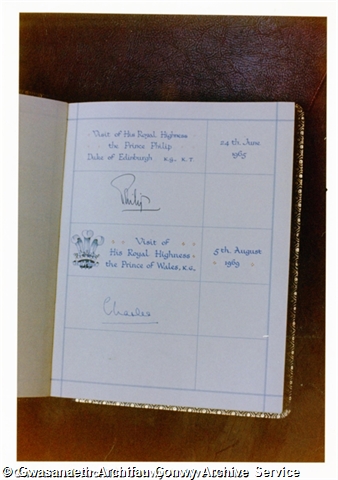 Visit of His Royal Highness
the Prince Philip
Duke of Edinburgh K.G., K.T
24th. June
1965
Philip
Visit of
His Royal Highness
the Prince of Wales, K.G.
5th. August
1969
Charles
© Gwasanaeth Archifau Conwy Archive Service